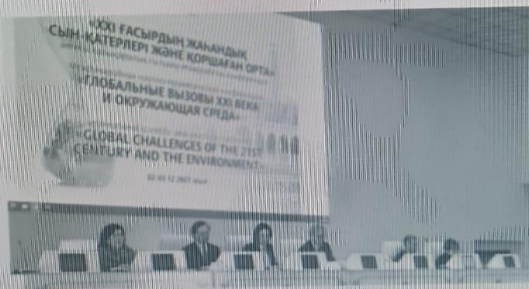 «XXI ҒАСЫРДЫҢ ЖАҺАНДЫҚ
СЫН-ҚАТЕРЛЕРІ ЖӘНЕ ҚОРШАҒАН ОРТА»
«ГЛОБАЛЬНЫЕ ВЫЗОВЫ XXI ВЕКА
И ОКРУЖАЮЩАЯ СРЕДА»
«GLOBAL CHALLENGES OF THE 21ST
CENTURY AND THE ENVIRONMENT»